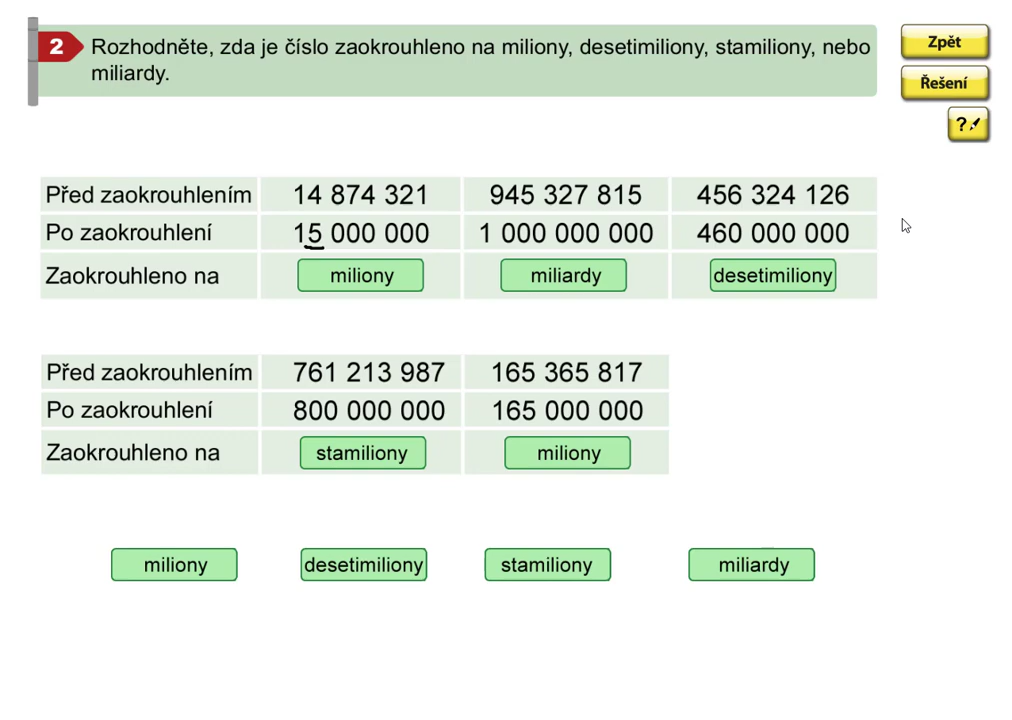 2 Rozhodněte, zda je číslo zaokrouhleno na miliony, desetimiliony, stamiliony, nebo
miliardy.
Zpět
Řešení
?
Před zaokrouhlením 14 874 321 945 327 815 456 324 126
Po zaokrouhlení 15 000 000 1 000 000 000 460 000 000
Zaokrouhleno na miliony miliardy desetimiliony
Před zaokrouhlením 761 213 987 165 365 817
Po zaokrouhlení 800 000 000 165 000 000
Zaokrouhleno na stamiliony miliony
miliony desetimiliony stamiliony miliardy